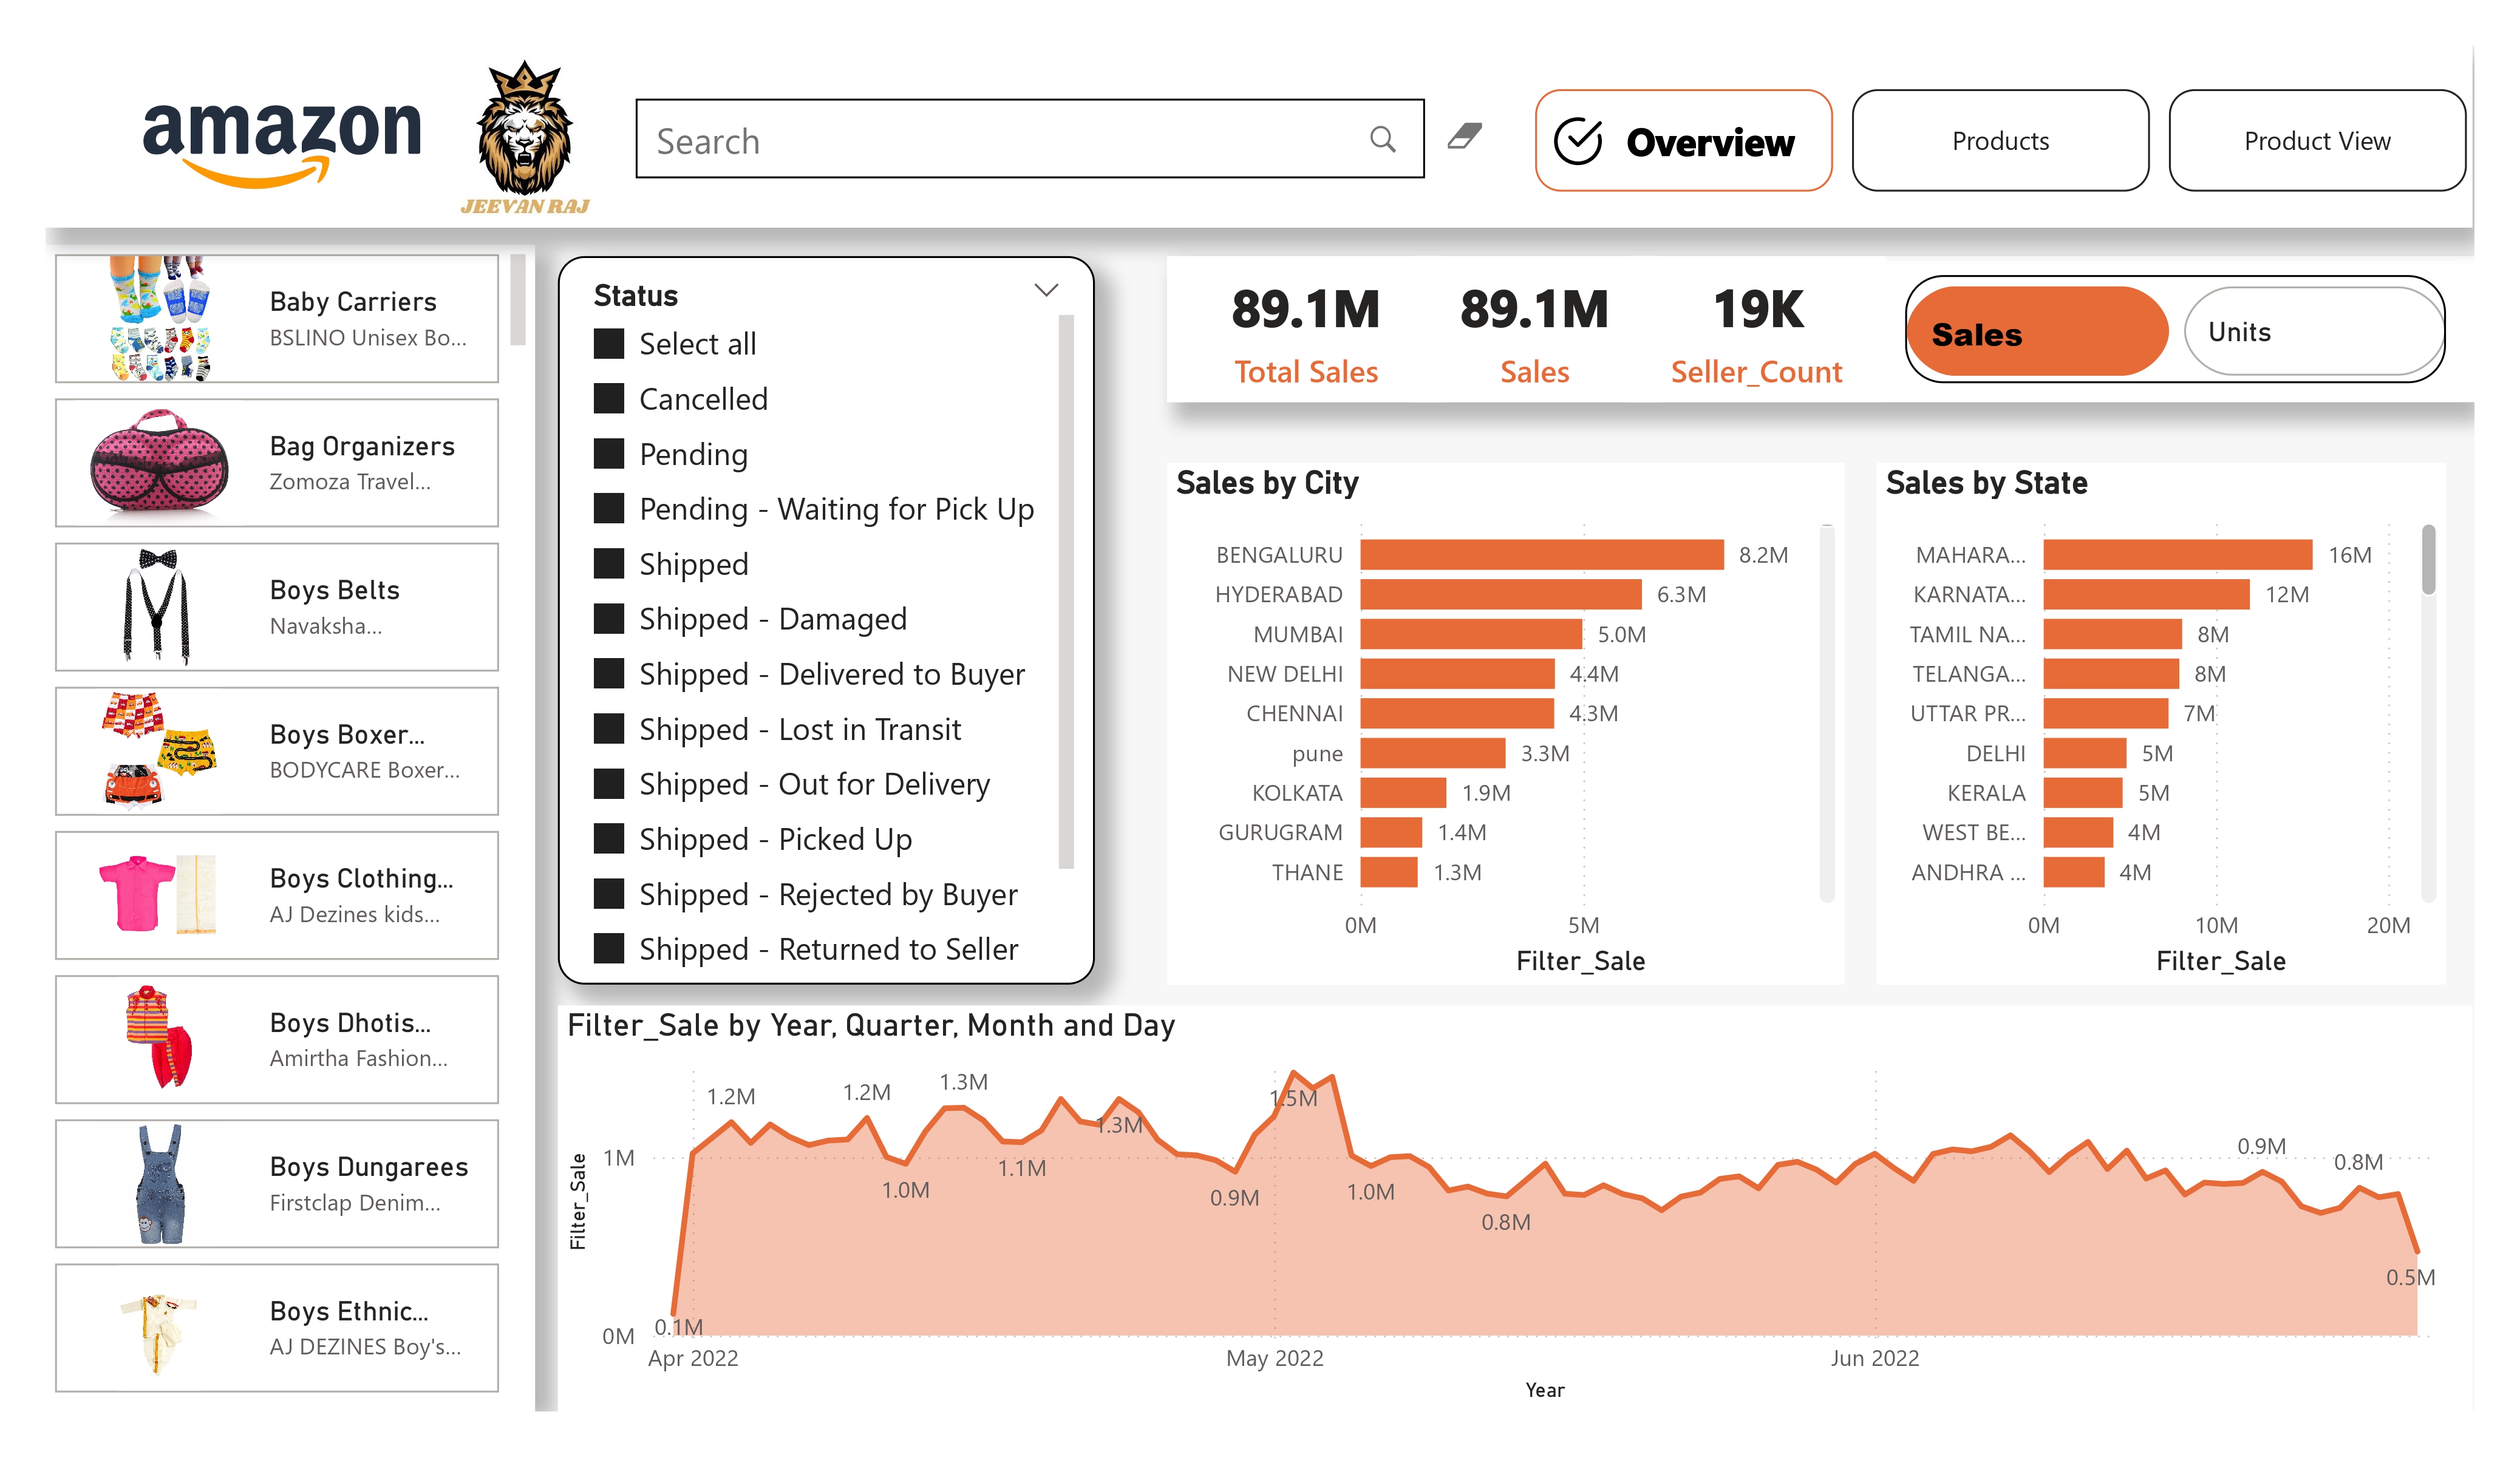 amazon
JEEVAN RAJ
Search
Overview
Products
Product View
Baby Carriers
BSLINO Unisex Bo...
Bag Organizers
Zomoza Travel...
Boys Belts
Navaksha...
Boys Boxer...
BODYCARE Boxer...
Boys Clothing...
AJ Dezines kids...
Boys Dhotis...
Amirtha Fashion...
Boys Dungarees
Firstclap Denim...
Boys Ethnic...
AJ DEZINES Boy's...
Status
Select all
Cancelled
Pending
Pending - Waiting for Pick Up
Shipped
Shipped - Damaged
Shipped - Delivered to Buyer
Shipped - Lost in Transit
Shipped - Out for Delivery
Shipped - Picked Up
Shipped - Rejected by Buyer
Shipped - Returned to Seller
89.1M
Total Sales
89.1M
Sales
19K
Seller_Count
Sales
Units
Sales by City
BENGALURU 8.2M
HYDERABAD 6.3M
MUMBAI 5.0M
NEW DELHI 4.4M
CHENNAI 4.3M
pune 3.3M
KOLKATA 1.9M
GURUGRAM 1.4M
THANE 1.3M
0M 5M
Filter_Sale
Sales by State
MAHARA... 16M
KARNATA... 12M
TAMIL NA... 8M
TELANGA... 8M
UTTAR PR... 7M
DELHI 5M
KERALA 5M
WEST BE... 4M
ANDHRA ... 4M
0M 10M 20M
Filter_Sale
Filter_Sale by Year, Quarter, Month and Day
Filter_Sale
1M
0M
0.1M
1.2M
1.2M
1.0M
1.3M
1.1M
1.3M
0.9M
1.5M
1.0M
0.8M
0.9M
0.8M
0.5M
Apr 2022 May 2022 Jun 2022
Year